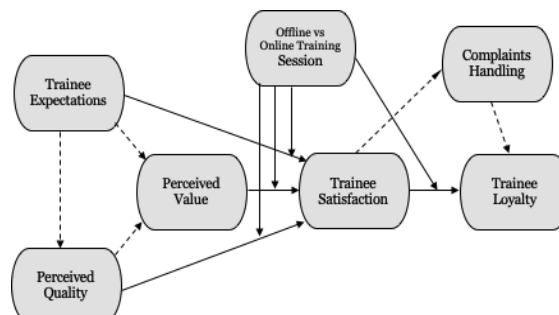 Offline vs
Online Training
Session
Complaints
Handling
Trainee
Expectations
Perceived
Value
Trainee
Satisfaction
Trainee
Loyalty
Perceived
Quality